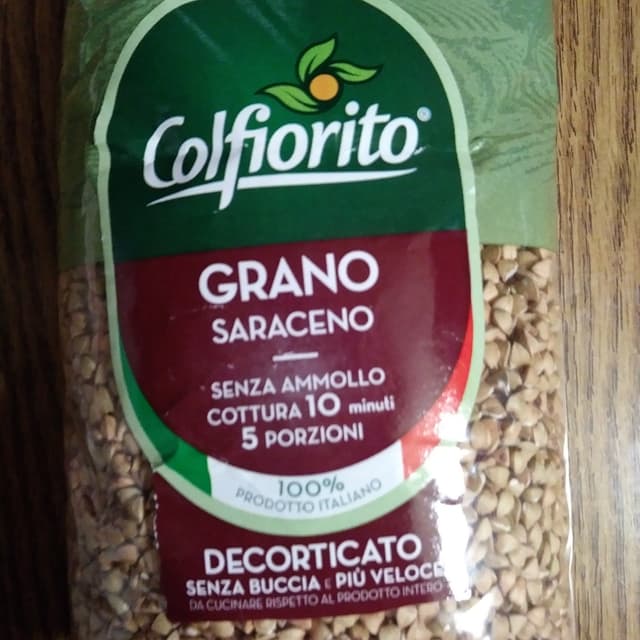 Colfiorito®
GRANO
SARACENO
SENZA AMMOLLO
COTTURA 10 minuti
5 PORZIONI
100%
PRODOTTO ITALIANO
DECORTICATO
SENZA BUCCIA E PIÙ VELOCE
DA CUCINARE RISPETTO AL PRODOTTO INTERO